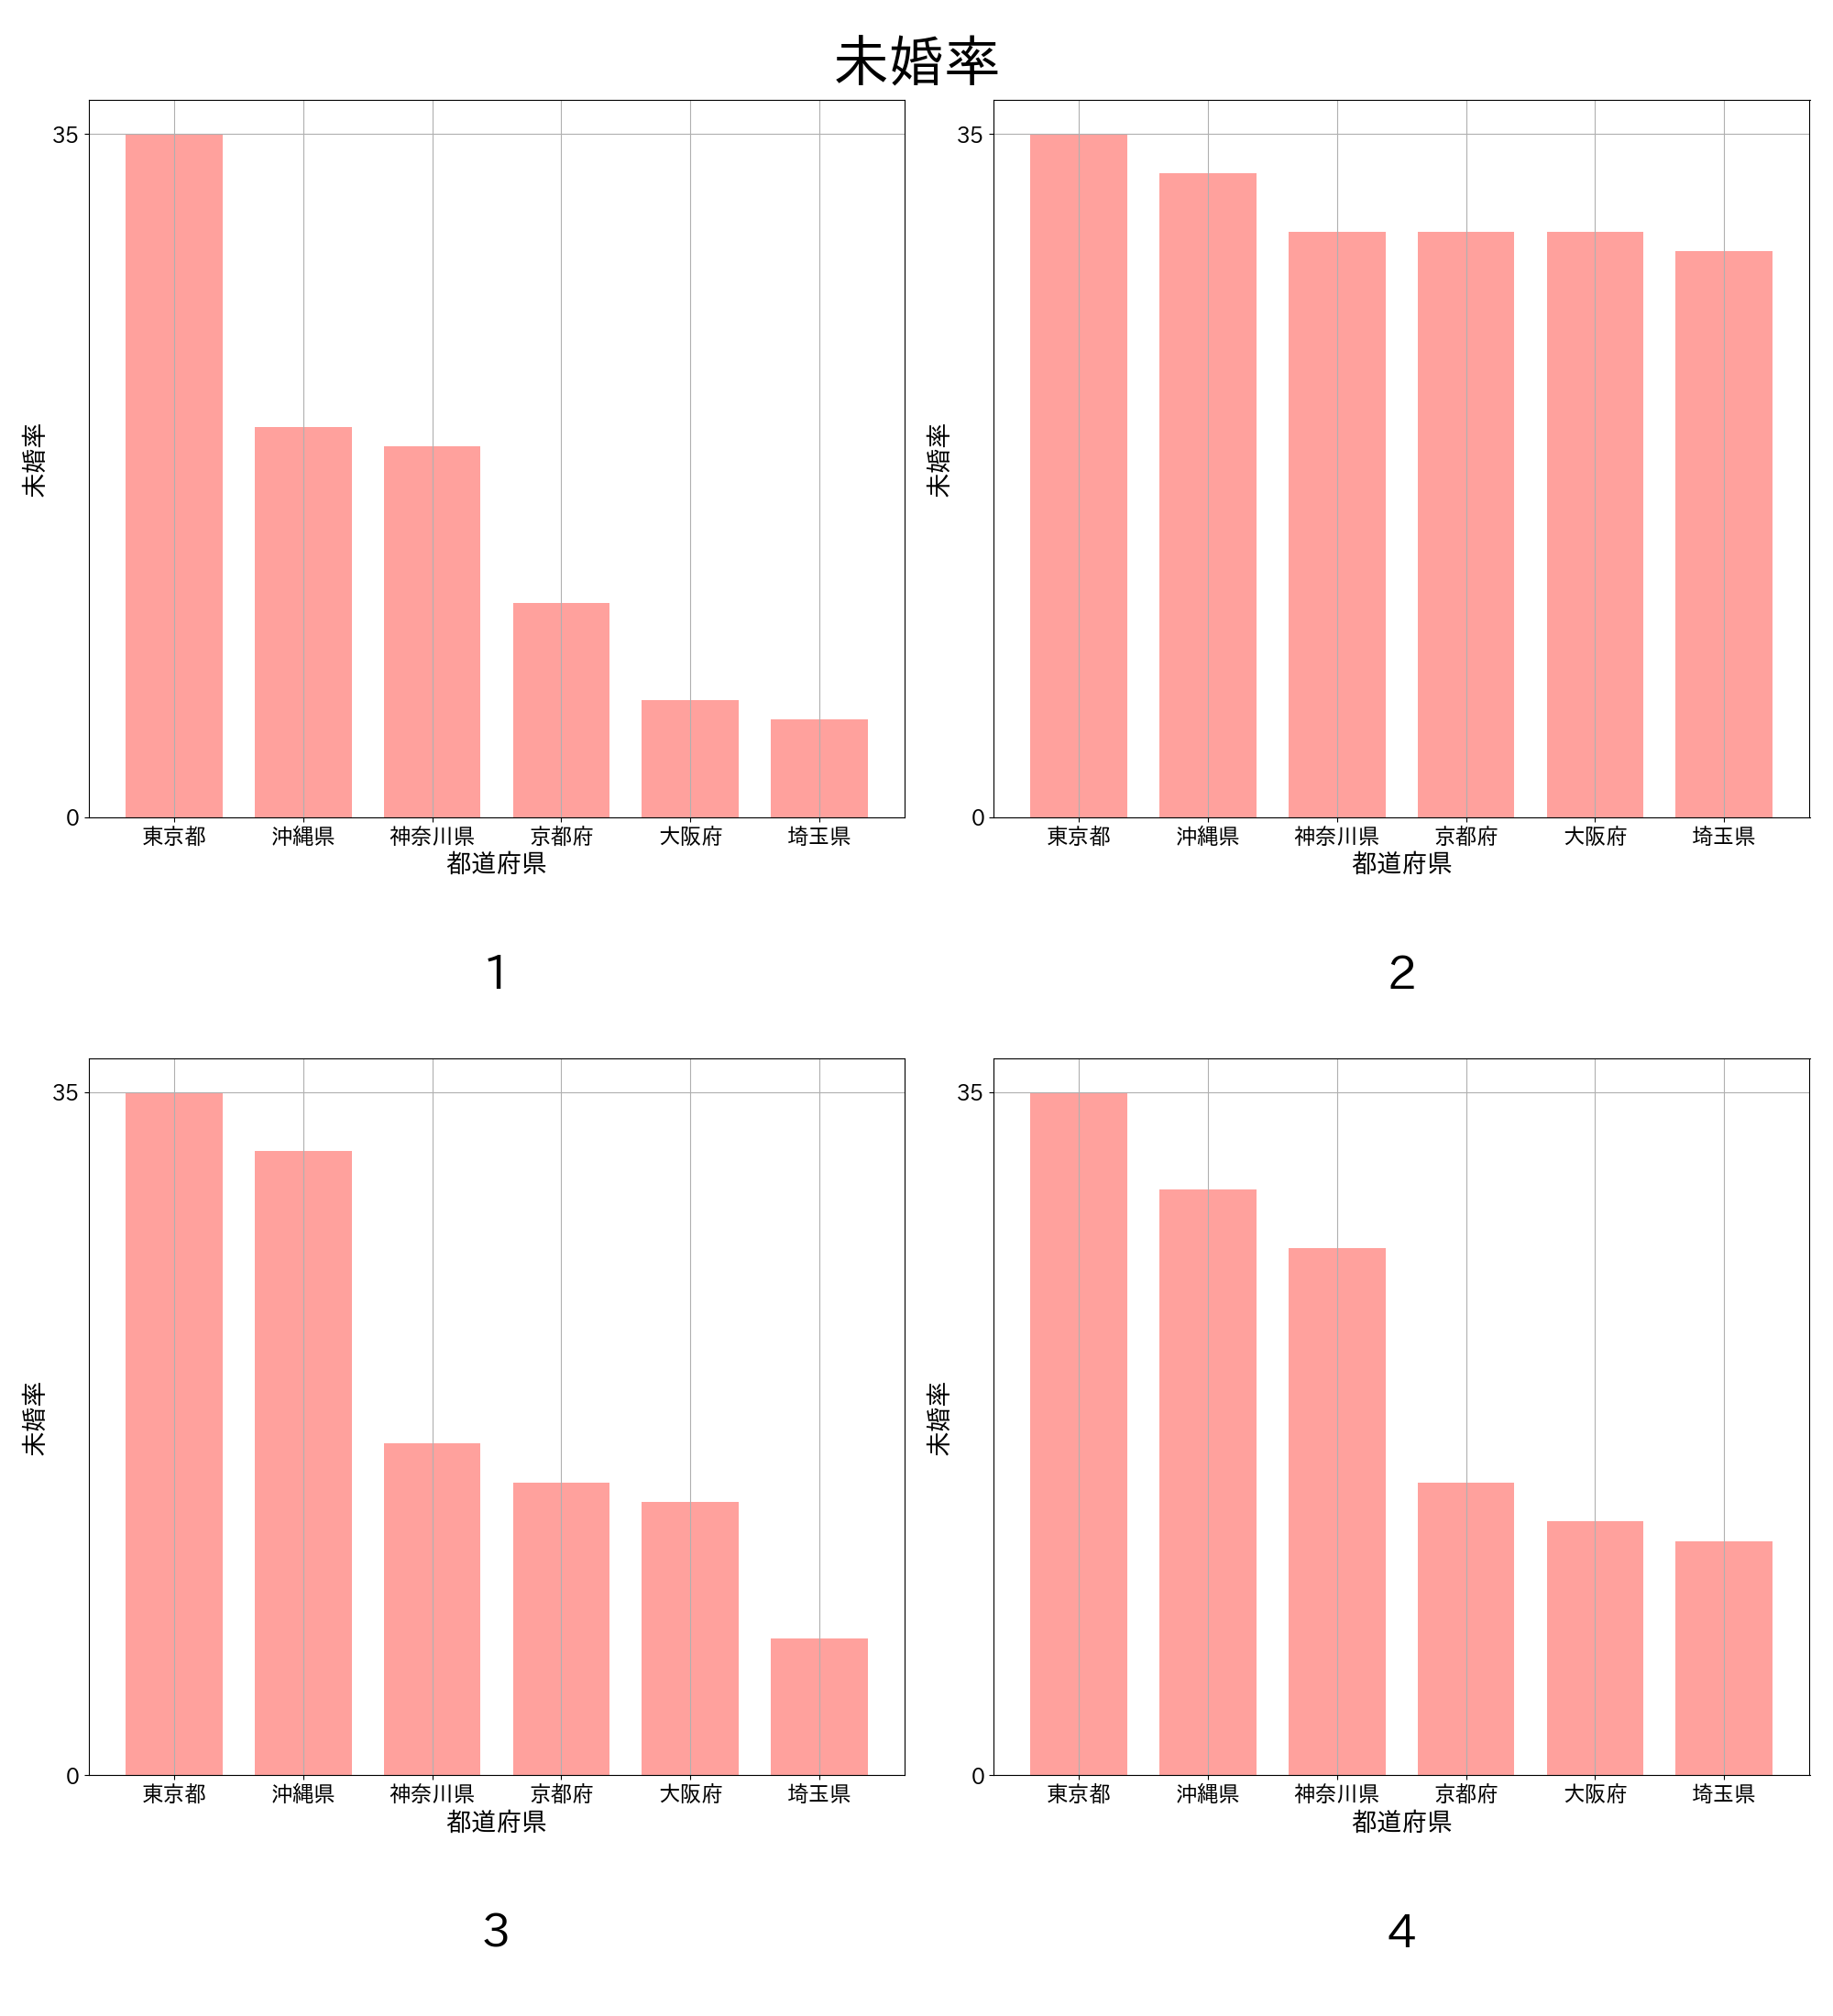 未婚率
35
0
未婚率
東京都 沖縄県 神奈川県 京都府 大阪府 埼玉県
都道府県
1
35
0
未婚率
東京都 沖縄県 神奈川県 京都府 大阪府 埼玉県
都道府県
2
35
0
未婚率
東京都 沖縄県 神奈川県 京都府 大阪府 埼玉県
都道府県
3
35
0
未婚率
東京都 沖縄県 神奈川県 京都府 大阪府 埼玉県
都道府県
4